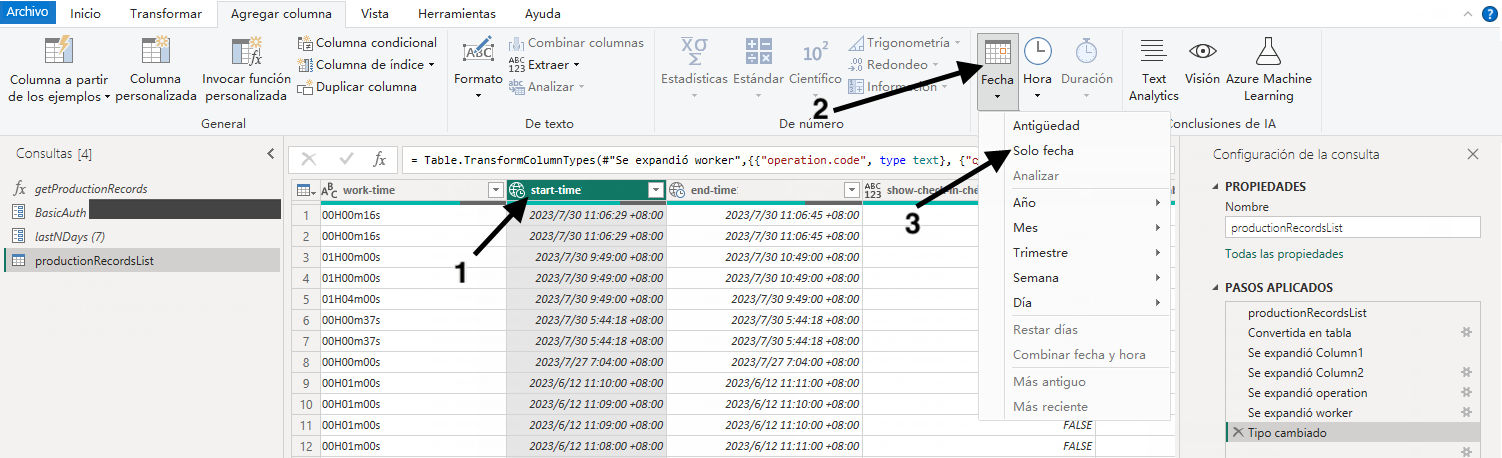 Archivo Inicio Transformar Agregar columna Vista Herramientas Ayuda
Columna a partir de los ejemplos
Columna personalizada
Invocar función personalizada
Columna condicional
Columna de índice
Duplicar columna
General
ABC
Formato
Combinar columnas
ABC 123 Extraer
abc Analizar
De texto
XΣσ
Estadísticas
Estándar
10²
Científico
Trigonometría
.00 Redondeo
Información
De número
Fecha
Hora
Duración
Text Analytics
Visión
Azure Machine Learning
Conclusiones de IA
Antigüedad
Solo fecha
Analizar
Año
Mes
Trimestre
Semana
Día
Restar días
Combinar fecha y hora
Más antiguo
Más reciente
1
2
3
Consultas [4]
fx getProductionRecords
BasicAuth
lastNDays (7)
productionRecordsList
fx = Table.TransformColumnTypes(#"Se expandió worker",{{"operation.code", type text}, {"o
ABC work-time start-time end-time ABC 123 show-check-in-che
1 00H00m16s 2023/7/30 11:06:29 +08:00 2023/7/30 11:06:45 +08:00
2 00H00m16s 2023/7/30 11:06:29 +08:00 2023/7/30 11:06:45 +08:00
3 01H00m00s 2023/7/30 9:49:00 +08:00 2023/7/30 10:49:00 +08:00
4 01H00m00s 2023/7/30 9:49:00 +08:00 2023/7/30 10:49:00 +08:00
5 01H04m00s 2023/7/30 9:49:00 +08:00 2023/7/30 9:49:00 +08:00
6 00H00m37s 2023/7/30 5:44:18 +08:00 2023/7/30 5:44:18 +08:00
7 00H00m37s 2023/7/30 5:44:18 +08:00 2023/7/30 5:44:18 +08:00
8 00H00m00s 2023/7/27 7:04:00 +08:00 2023/7/27 7:04:00 +08:00
9 00H01m00s 2023/6/12 11:10:00 +08:00 2023/6/12 11:11:00 +08:00
10 00H01m00s 2023/6/12 11:09:00 +08:00 2023/6/12 11:10:00 +08:00
11 00H01m00s 2023/6/12 11:09:00 +08:00 2023/6/12 11:10:00 +08:00 FALSE
12 00H01m00s 2023/6/12 11:08:00 +08:00 2023/6/12 11:11:00 +08:00 FALSE
Configuración de la consulta
PROPIEDADES
Nombre
productionRecordsList
Todas las propiedades
PASOS APLICADOS
productionRecordsList
Convertida en tabla
Se expandió Column1
Se expandió Column2
Se expandió operation
Se expandió worker
Tipo cambiado